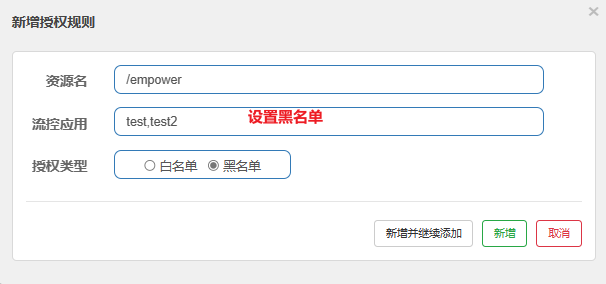 新增授权规则
×
资源名 /empower
流控应用 test,test2 设置黑名单
授权类型 白名单 黑名单
新增并继续添加 新增 取消